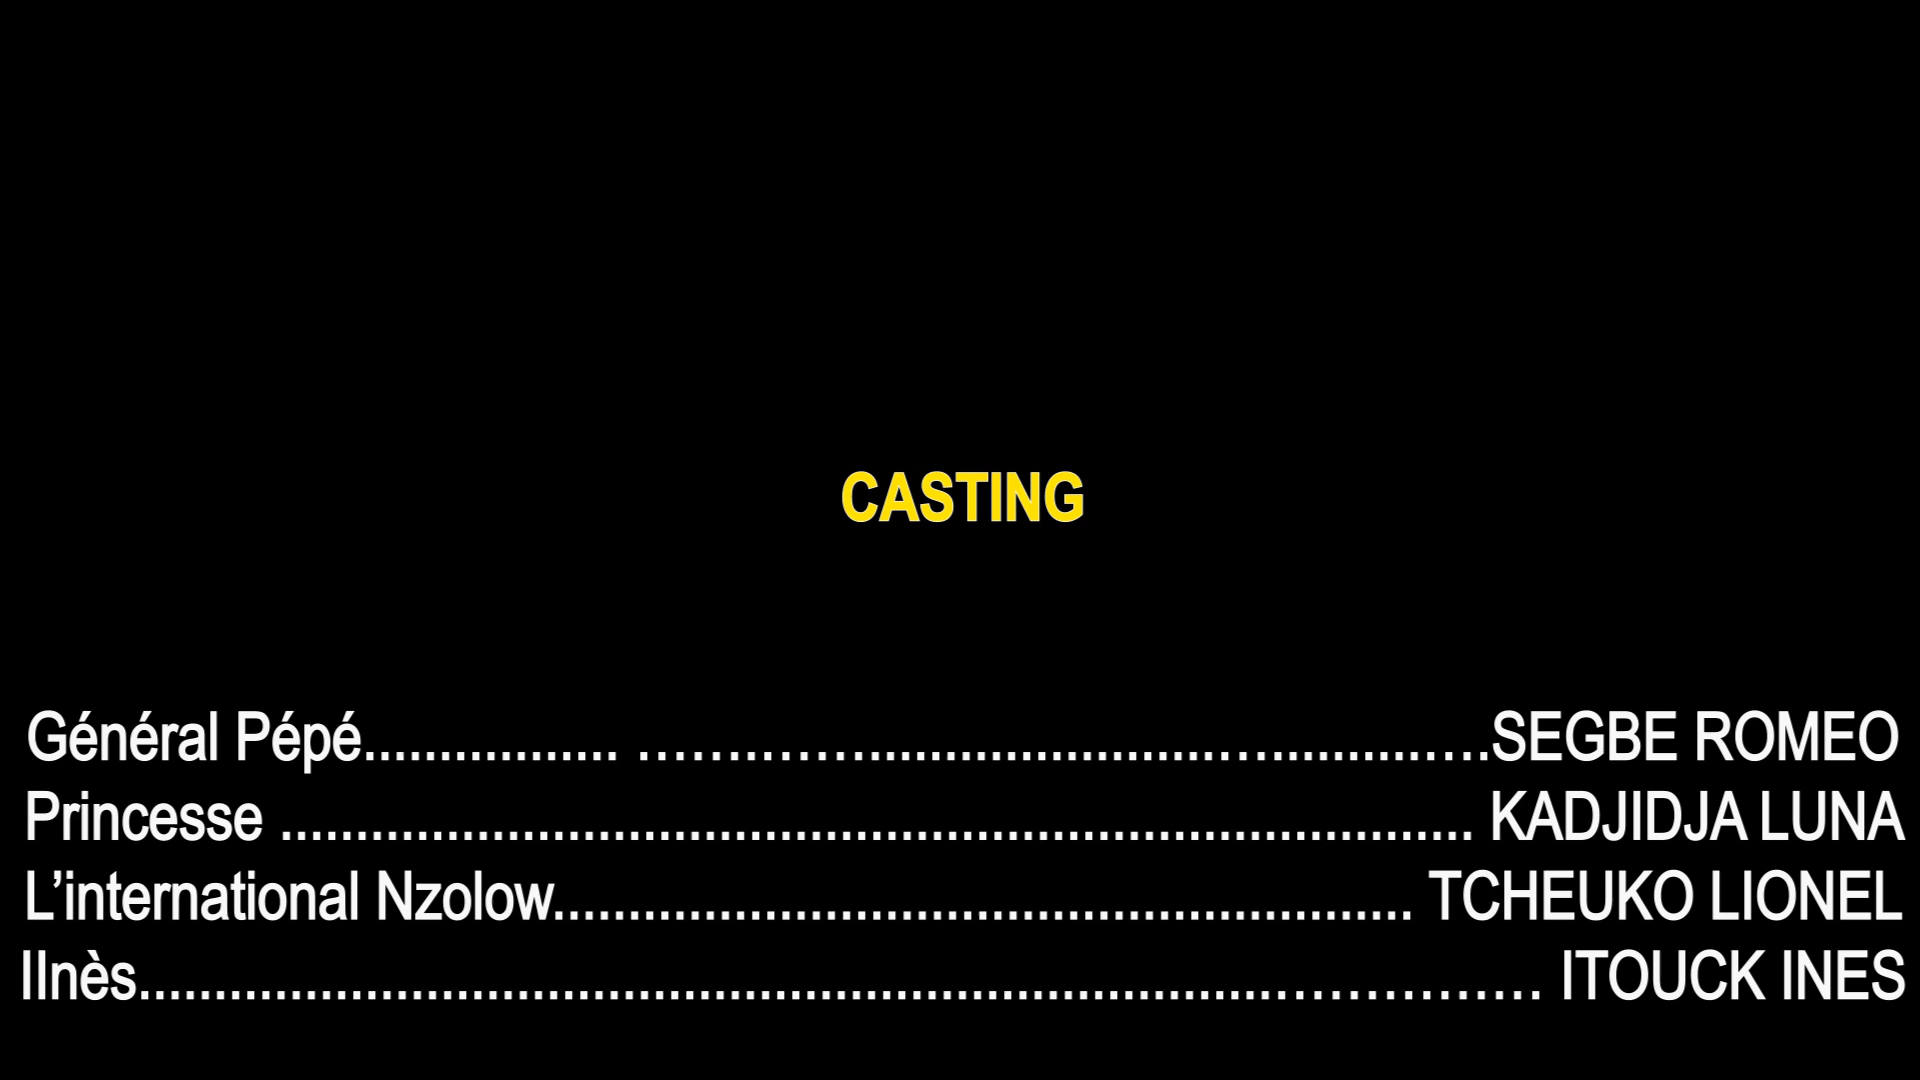 CASTING
Général Pépé................. …………......................…...........….SEGBE ROMEO
Princesse ............................................................................... KADJIDJA LUNA
L’international Nzolow......................................................... TCHEUKO LIONEL
IInès...........................................................................…………… ITOUCK INES